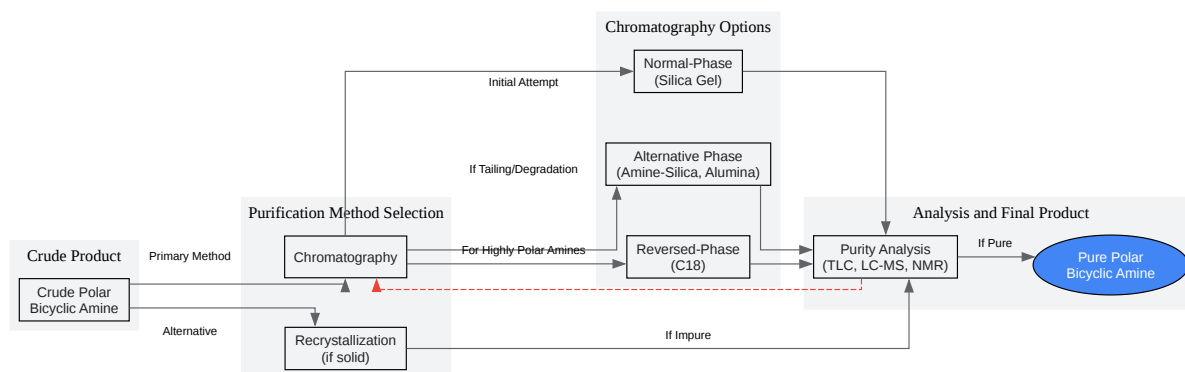 Chromatography Options
Normal-Phase
(Silica Gel)
Initial Attempt
Alternative Phase
(Amine-Silica, Alumina)
If Tailing/Degradation
Purification Method Selection
Analysis and Final Product
Crude Product
Primary Method
Chromatography
For Highly Polar Amines
Reversed-Phase
(C18)
Purity Analysis
(TLC, LC-MS, NMR)
If Pure
Pure Polar
Bicyclic Amine
Crude Polar
Bicyclic Amine
Alternative
Recrystallization
(if solid)
If Impure